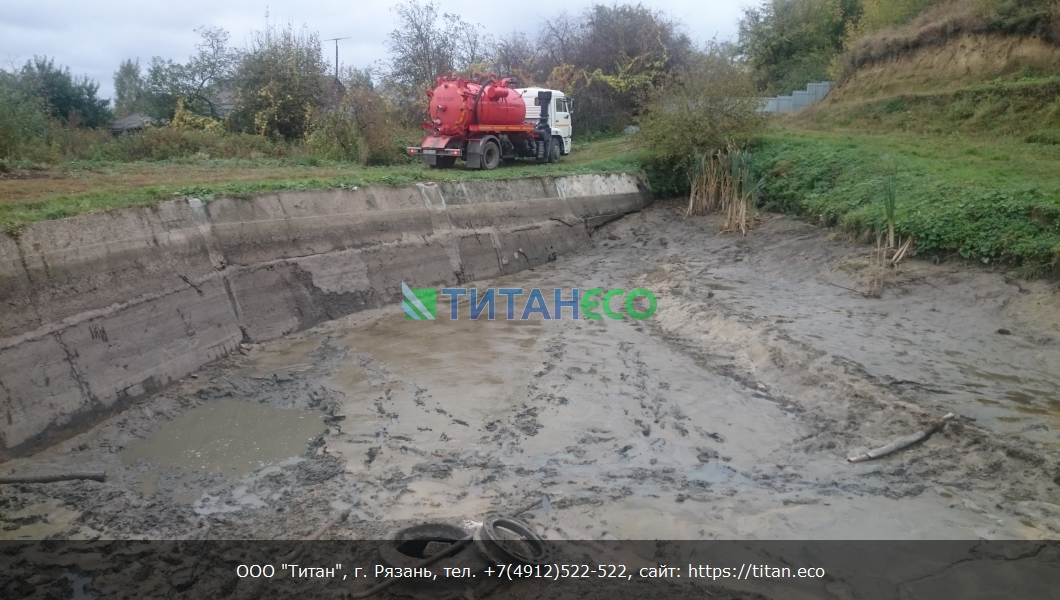 ТИТАНECO
ООО "Титан", г. Рязань, тел. +7(4912)522-522, сайт: https://titan.eco